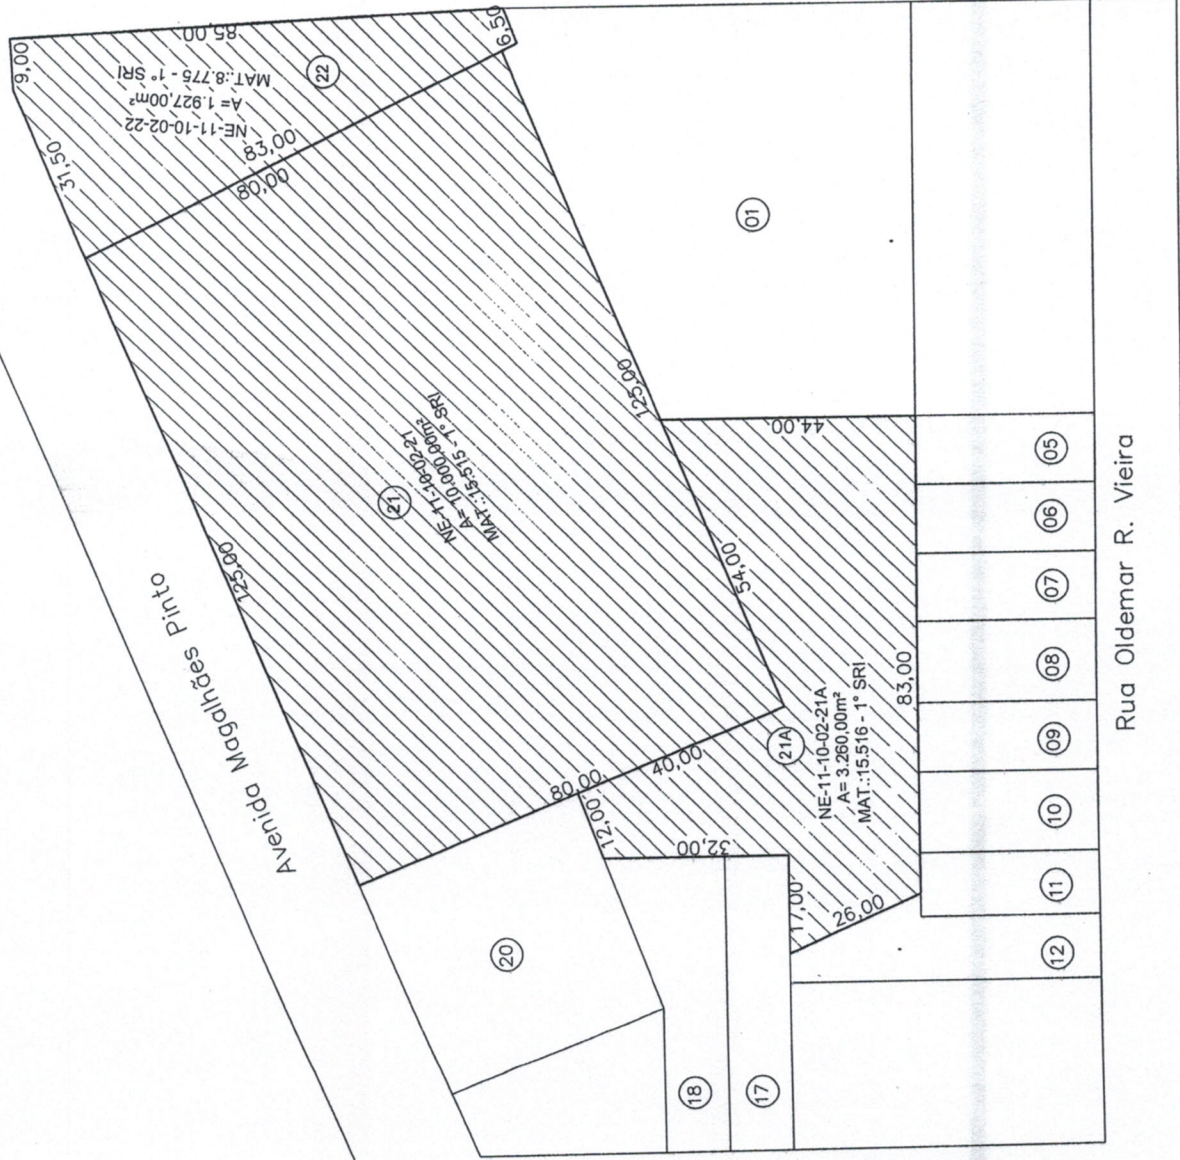 9,00
85,00
6,50
31,50
NE-11-10-02-22
A= 1.927,00m²
MAT.:8.775 - 1° SRI
22
83,00
80,00
01
125,00
21
NE-11-10-02-21
A= 10.000,00m²
MAT.:15.515 - 1° SRI
125,00
44,00
Avenida Magalhães Pinto
54,00
80,00
40,00
12,00
32,00
21A
NE-11-10-02-21A
A= 3.260,00m²
MAT.:15.516 - 1° SRI
83,00
17,00
26,00
20
18
17
05
06
07
08
09
10
11
12
Rua Oldemar R. Vieira